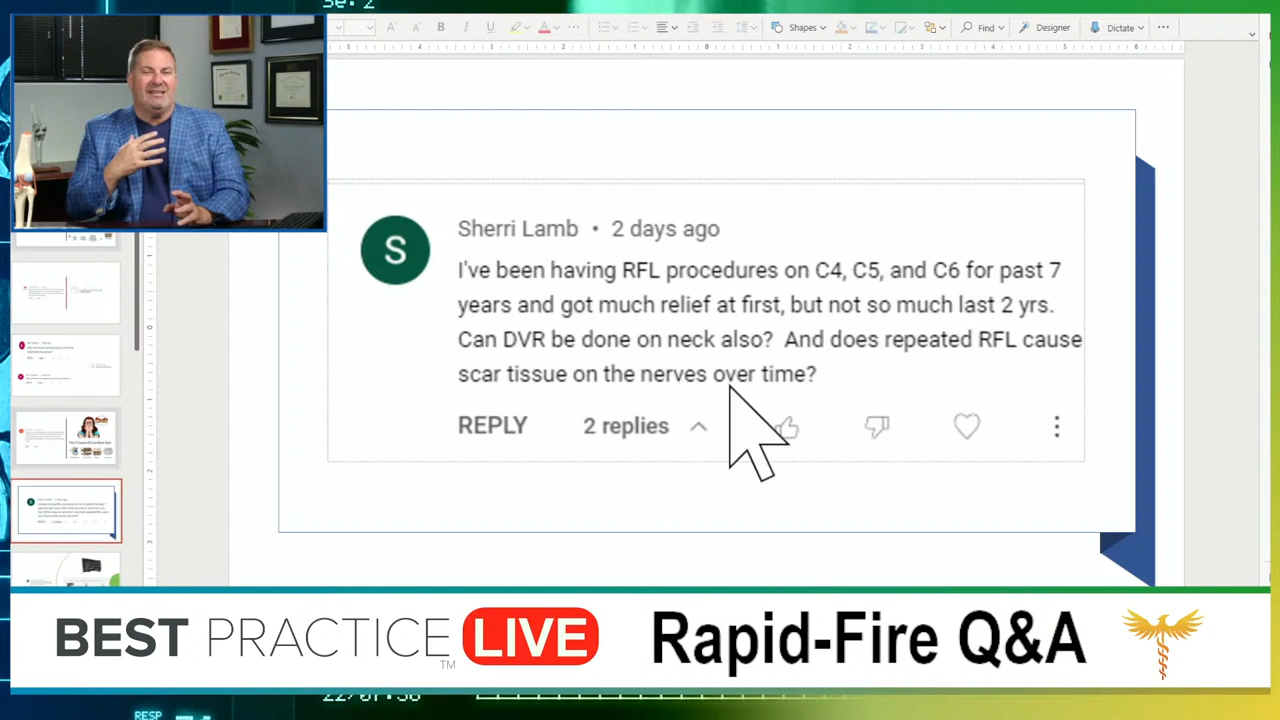 Shapes
Find
Designer
Dictate
S
Sherri Lamb • 2 days ago
I've been having RFL procedures on C4, C5, and C6 for past 7
years and got much relief at first, but not so much last 2 yrs.
Can DVR be done on neck also? And does repeated RFL cause
scar tissue on the nerves over time?
REPLY
2 replies
BEST PRACTICE LIVE
TM
Rapid-Fire Q&A
RESP